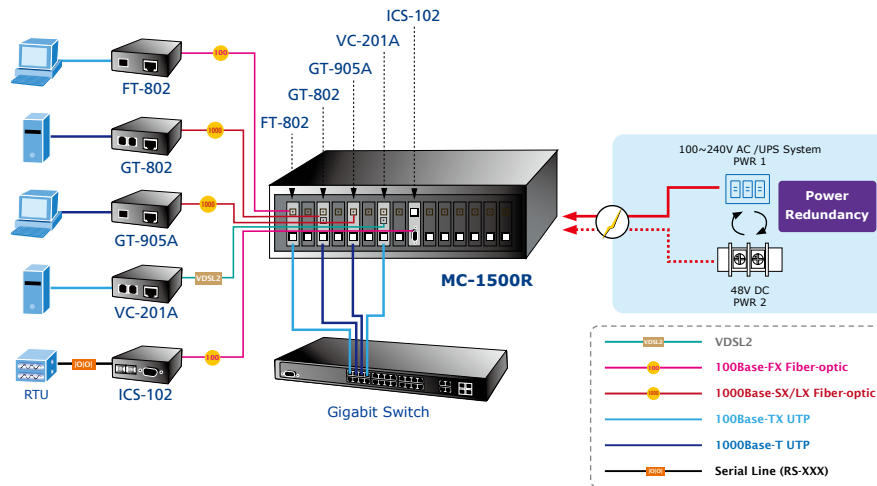 ICS-102
VC-201A
GT-905A
GT-802
FT-802
100
FT-802
1000
GT-802
1000
GT-905A
VDSL2
VC-201A
100
|O|O|
RTU
ICS-102
MC-1500R
Gigabit Switch
100~240V AC /UPS System
PWR 1
Power
Redundancy
48V DC
PWR 2
VDSL2 VDSL2
100 100Base-FX Fiber-optic
1000 1000Base-SX/LX Fiber-optic
100Base-TX UTP
1000Base-T UTP
|O|O| Serial Line (RS-XXX)